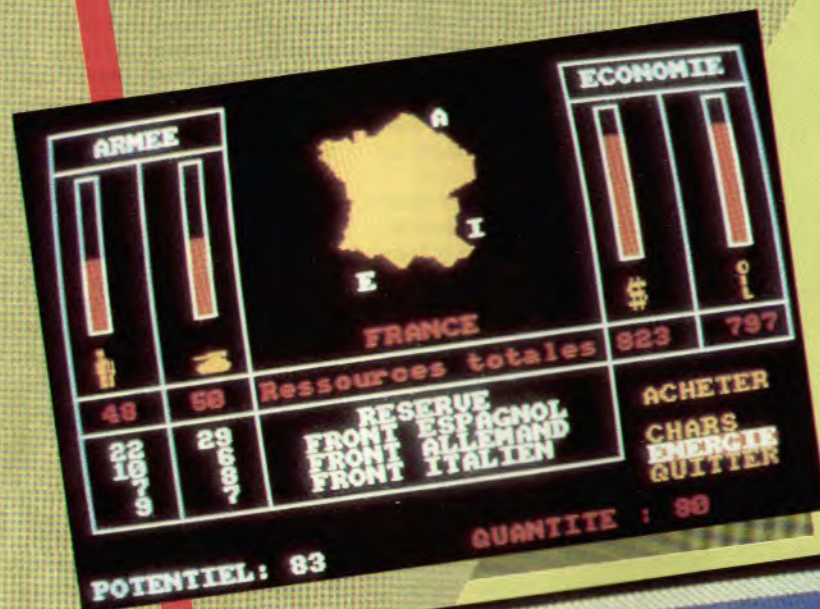 ARMEE
ECONOMIE
A
I
E
$
OIL
FRANCE
48 50 Ressources totales 823 797
22 29 RESERVE
10 6 FRONT ESPAGNOL
7 8 FRONT ALLEMAND
9 7 FRONT ITALIEN
ACHETER
CHARS
ENERGIE
QUITTER
POTENTIEL: 83
QUANTITE : 80